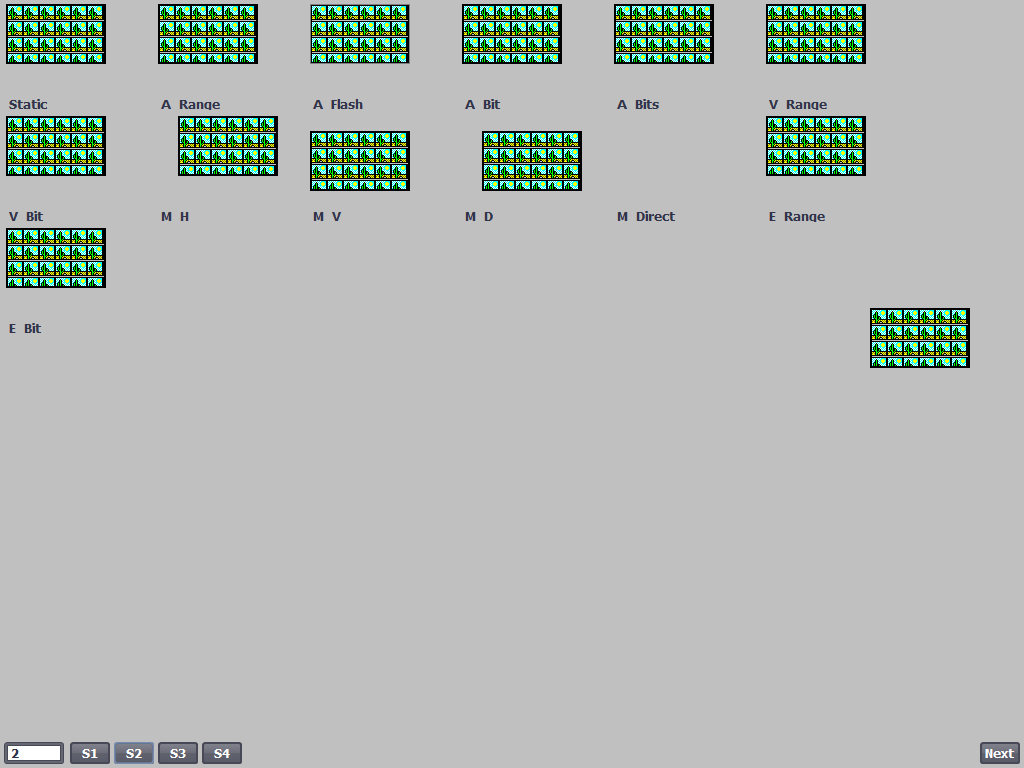 Static A Range A Flash A Bit A Bits V Range
V Bit M H M V M D M Direct E Range
E Bit
2 S1 S2 S3 S4 Next